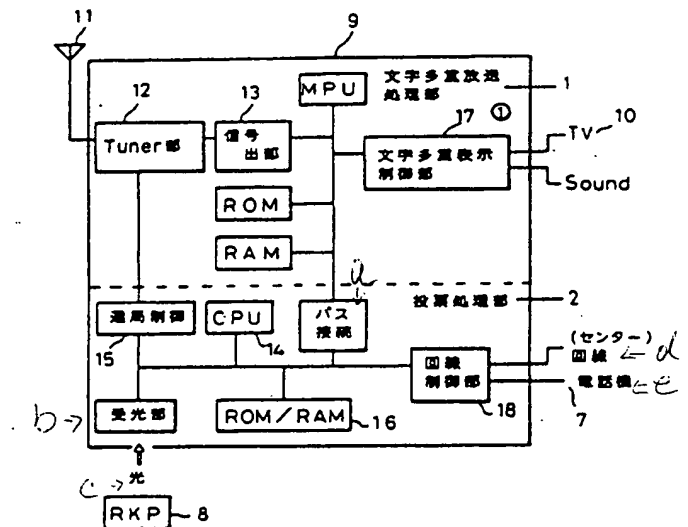 11
9
12
Tuner部
13
信号
出部
MPU
文字多重放送
処理部
1
①
17
文字多重表示
制御部
TV
10
Sound
ROM
RAM
a
選局制御
15
CPU
14
バス
接続
投票処理部
2
(センター)
回線
d
電話機
e
7
回線
制御部
18
b
受光部
ROM/RAM
16
c
光
RKP
8